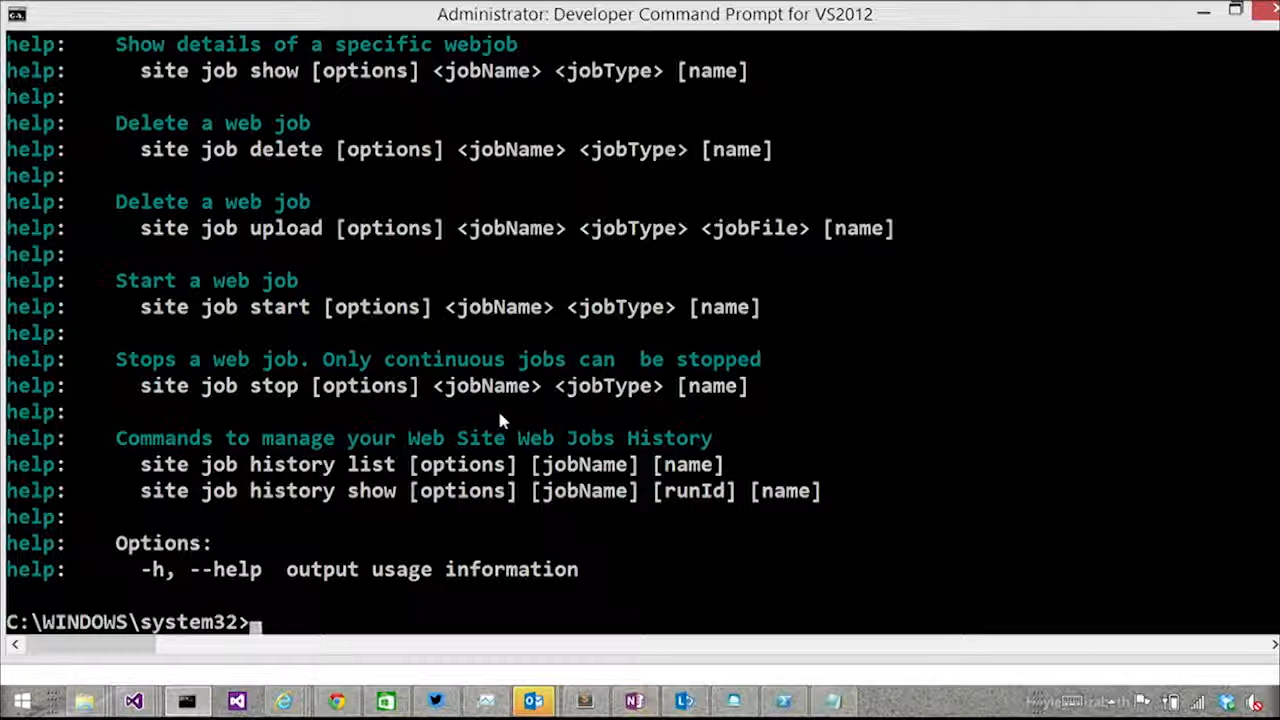 Administrator: Developer Command Prompt for VS2012
help:    Show details of a specific webjob
help:      site job show [options] <jobName> <jobType> [name]
help:
help:    Delete a web job
help:      site job delete [options] <jobName> <jobType> [name]
help:
help:    Delete a web job
help:      site job upload [options] <jobName> <jobType> <jobFile> [name]
help:
help:    Start a web job
help:      site job start [options] <jobName> <jobType> [name]
help:
help:    Stops a web job. Only continuous jobs can  be stopped
help:      site job stop [options] <jobName> <jobType> [name]
help:
help:    Commands to manage your Web Site Web Jobs History
help:      site job history list [options] [jobName] [name]
help:      site job history show [options] [jobName] [runId] [name]
help:
help:    Options:
help:      -h, --help  output usage information
C:\WINDOWS\system32>